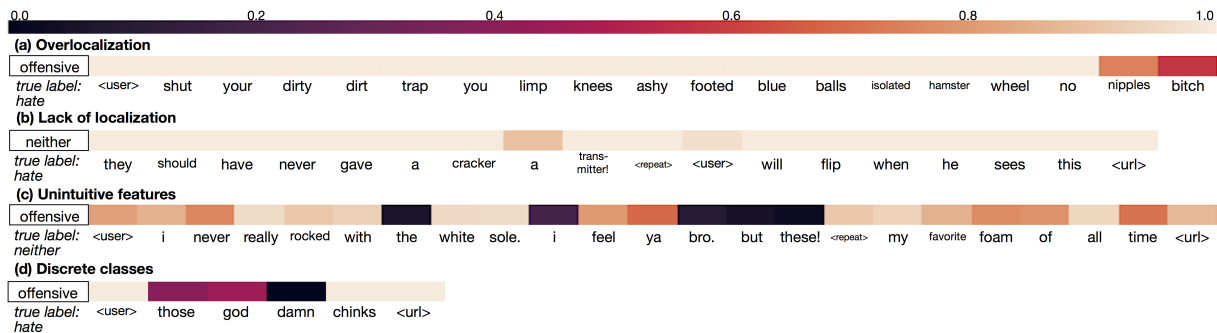 0.0 0.2 0.4 0.6 0.8 1.0
(a) Overlocalization
offensive
true label: <user> shut your dirty dirt trap you limp knees ashy footed blue balls isolated hamster wheel no nipples bitch
hate
(b) Lack of localization
neither
true label: they should have never gave a cracker a trans- mitter! <repeat> <user> will flip when he sees this <url>
hate
(c) Unintuitive features
offensive
true label: <user> i never really rocked with the white sole. i feel ya bro. but these! <repeat> my favorite foam of all time <url>
neither
(d) Discrete classes
offensive
true label: <user> those god damn chinks <url>
hate